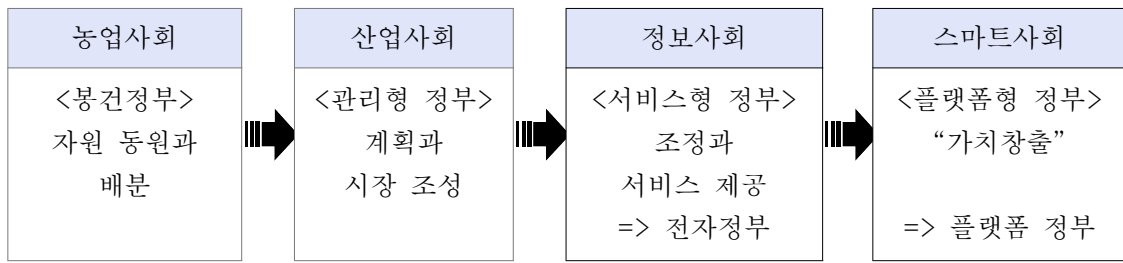 농업사회
<봉건정부>
자원 동원과
배분
산업사회
<관리형 정부>
계획과
시장 조성
정보사회
<서비스형 정부>
조정과
서비스 제공
=> 전자정부
스마트사회
<플랫폼형 정부>
“가치창출”
=> 플랫폼 정부